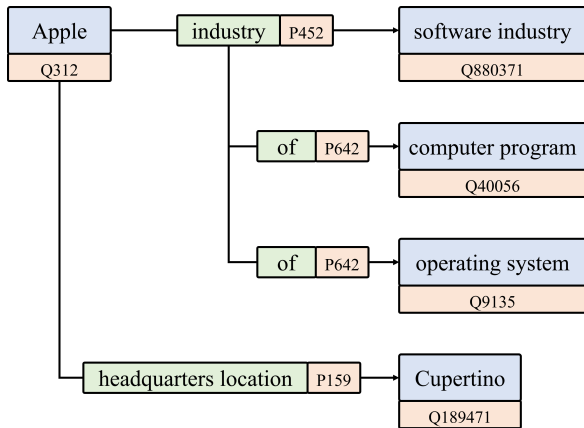 Apple industry P452 software industry
Q312 Q880371
of P642 computer program
Q40056
of P642 operating system
Q9135
headquarters location P159 Cupertino
Q189471